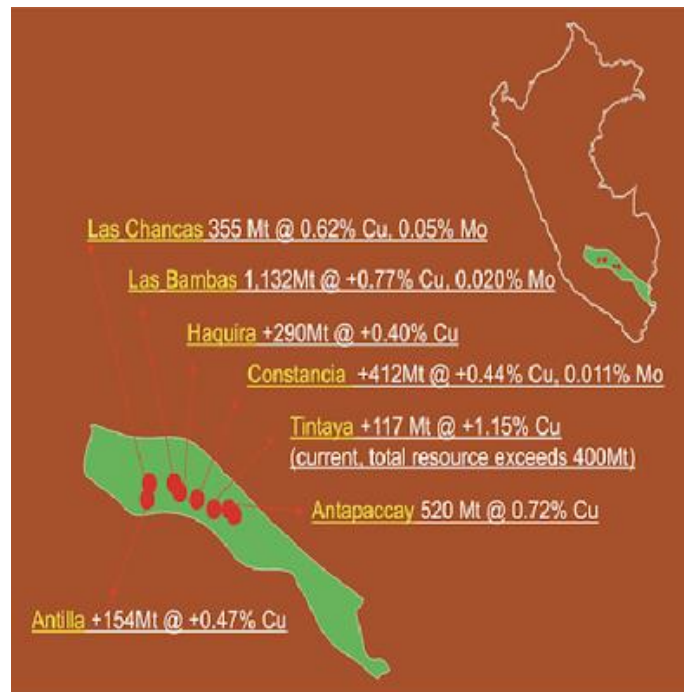 Las Chancas 355 Mt @ 0.62% Cu, 0.05% Mo
Las Bambas 1,132Mt @ +0.77% Cu, 0.020% Mo
Haquira +290Mt @ +0.40% Cu
Constancia +412Mt @ +0.44% Cu, 0.011% Mo
Tintaya +117 Mt @ +1.15% Cu
(current, total resource exceeds 400Mt)
Antapaccay 520 Mt @ 0.72% Cu
Antilla +154Mt @ +0.47% Cu